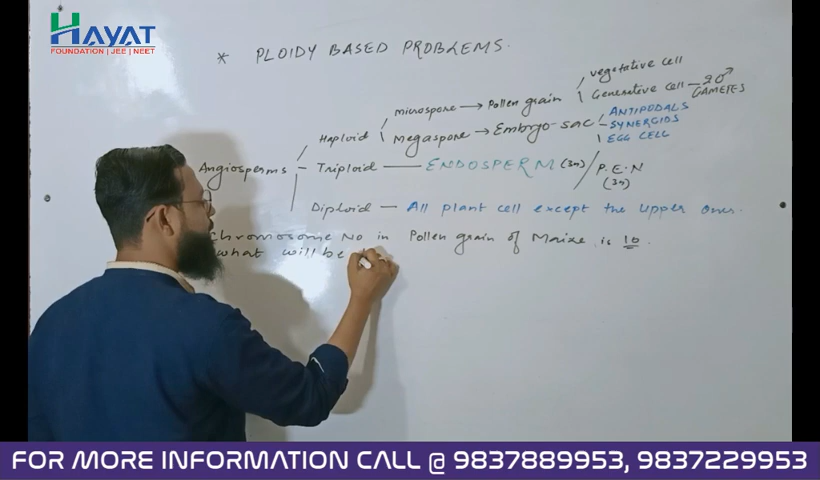 HAYAT
FOUNDATION | JEE | NEET
* PLOIDY BASED PROBLEMS.
vegetative cell
microspore → Pollen grain
Generative cell — 2♂ GAMETES
Haploid
Megaspore → Embryo-sac
ANTIPODALS
SYNERGIDS
EGG CELL
Angiosperms — Triploid — ENDOSPERM (3n) / P.E.N (3n)
Diploid — All plant cell except the upper ones.
Chromosome No in Pollen grain of Maize is 10.
what will be
FOR MORE INFORMATION CALL @ 9837889953, 9837229953